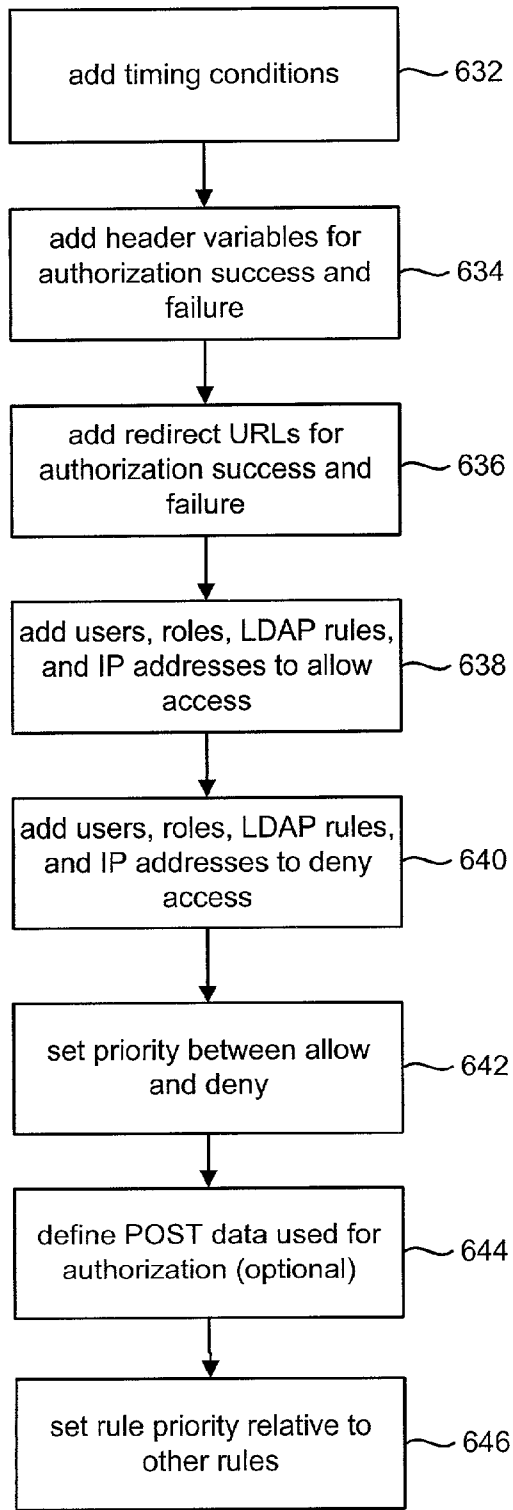 add timing conditions
632
add header variables for
authorization success and
failure
634
add redirect URLs for
authorization success and
failure
636
add users, roles, LDAP rules,
and IP addresses to allow
access
638
add users, roles, LDAP rules,
and IP addresses to deny
access
640
set priority between allow
and deny
642
define POST data used for
authorization (optional)
644
set rule priority relative to
other rules
646